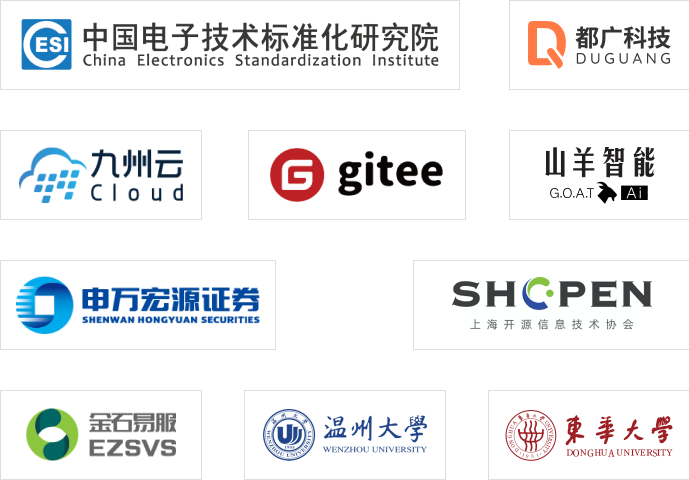 CESI
中国电子技术标准化研究院
China Electronics Standardization Institute
都广科技
DUGUANG
九州云
Cloud
G gitee
山羊智能
G.O.A.T Ai
申万宏源证券
SHENWAN HONGYUAN SECURITIES
SHOPEN
上海开源信息技术协会
金石易服
EZSVS
温州大學
WENZHOU UNIVERSITY
東華大學
DONGHUA UNIVERSITY